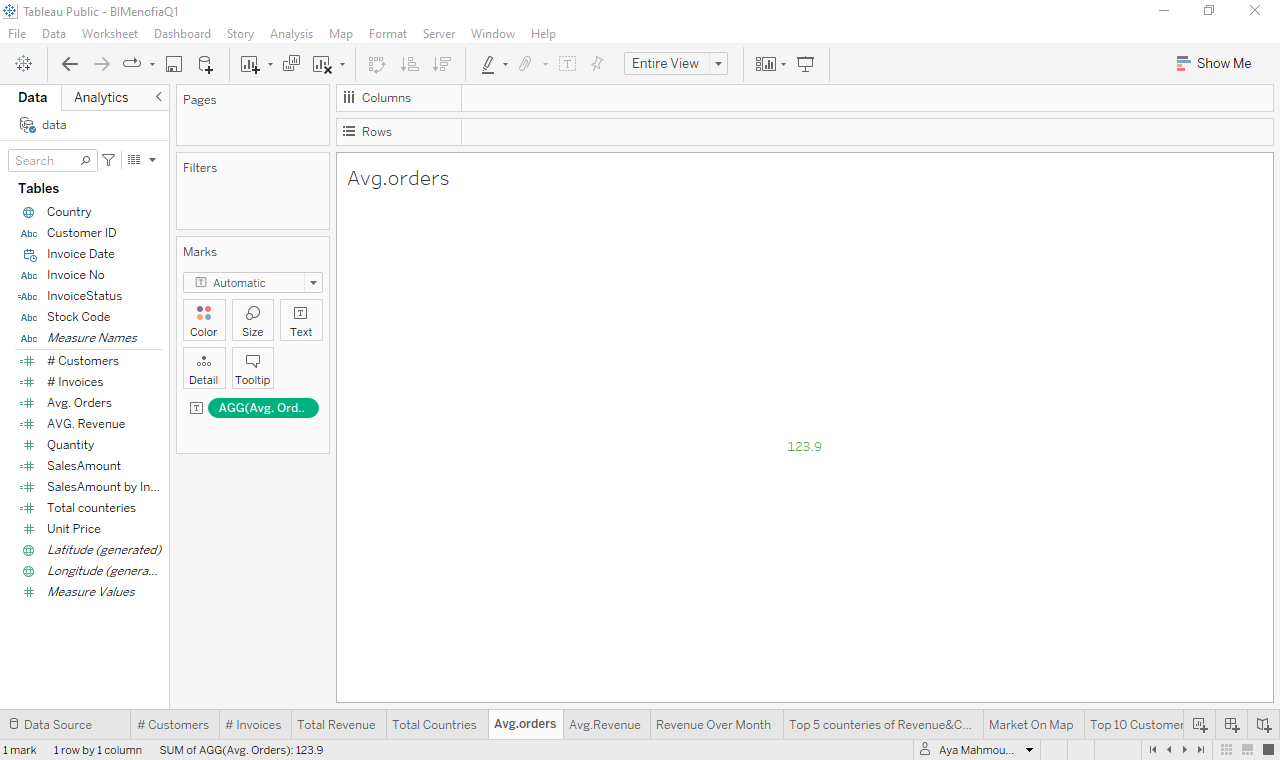 Tableau Public - BIMenofiaQ1
File Data Worksheet Dashboard Story Analysis Map Format Server Window Help
Entire View
Show Me
Data Analytics
data
Search
Tables
Country
Abc Customer ID
Invoice Date
Abc Invoice No
=Abc InvoiceStatus
Abc Stock Code
Abc Measure Names
# Customers
# Invoices
Avg. Orders
AVG. Revenue
Quantity
SalesAmount
SalesAmount by In...
Total counteries
Unit Price
Latitude (generated)
Longitude (genera...
Measure Values
Pages
Filters
Marks
T Automatic
Color Size T Text
Detail Tooltip
T AGG(Avg. Ord..
Columns
Rows
Avg.orders
123.9
Data Source # Customers # Invoices Total Revenue Total Countries Avg.orders Avg.Revenue Revenue Over Month Top 5 counteries of Revenue&C... Market On Map Top 10 Customer
1 mark 1 row by 1 column SUM of AGG(Avg. Orders): 123.9 Aya Mahmou...